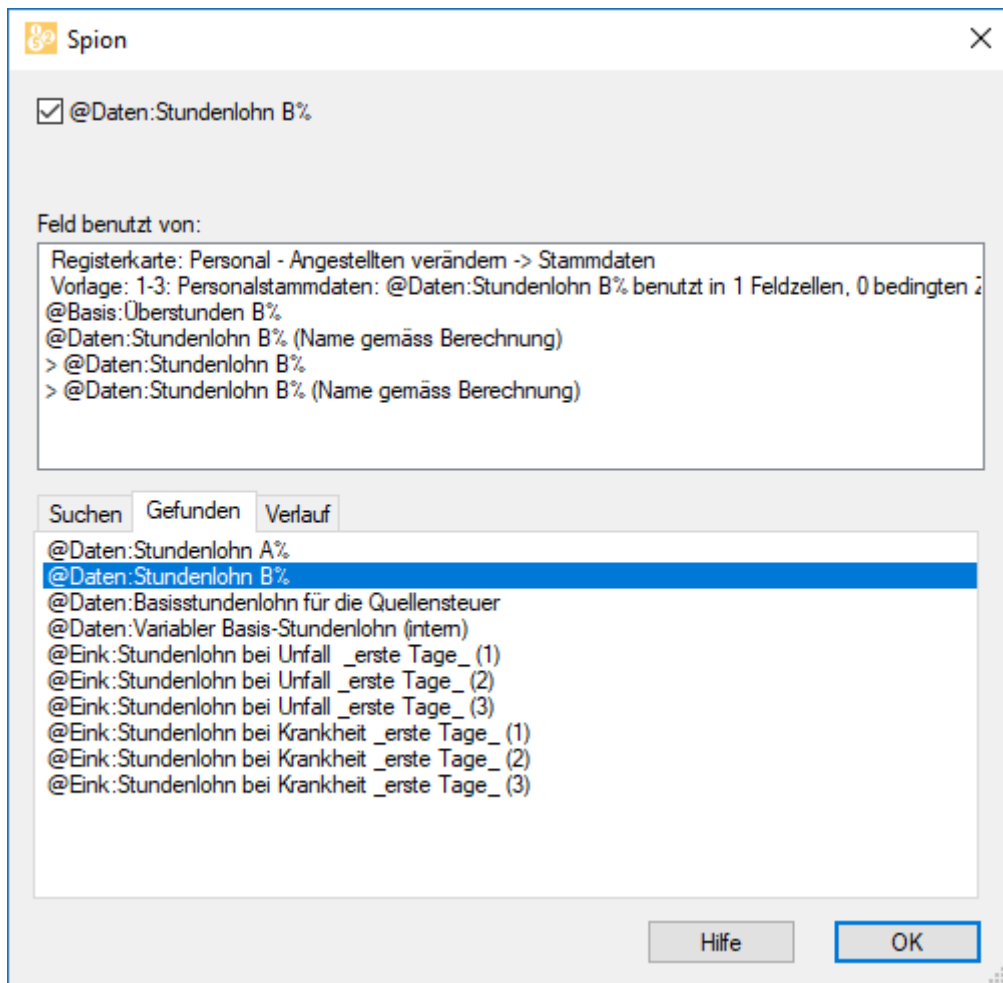 Spion
@Daten:Stundenlohn B%
Feld benutzt von:
Registerkarte: Personal - Angestellten verändern -> Stammdaten
Vorlage: 1-3: Personalstammdaten: @Daten:Stundenlohn B% benutzt in 1 Feldzellen, 0 bedingten
@Basis:Überstunden B%
@Daten:Stundenlohn B% (Name gemäss Berechnung)
> @Daten:Stundenlohn B%
> @Daten:Stundenlohn B% (Name gemäss Berechnung)
Suchen Gefunden Verlauf
@Daten:Stundenlohn A%
@Daten:Stundenlohn B%
@Daten:Basisstundenlohn für die Quellensteuer
@Daten:Variabler Basis-Stundenlohn (intern)
@Eink:Stundenlohn bei Unfall _erste Tage_ (1)
@Eink:Stundenlohn bei Unfall _erste Tage_ (2)
@Eink:Stundenlohn bei Unfall _erste Tage_ (3)
@Eink:Stundenlohn bei Krankheit _erste Tage_ (1)
@Eink:Stundenlohn bei Krankheit _erste Tage_ (2)
@Eink:Stundenlohn bei Krankheit _erste Tage_ (3)
Hilfe OK